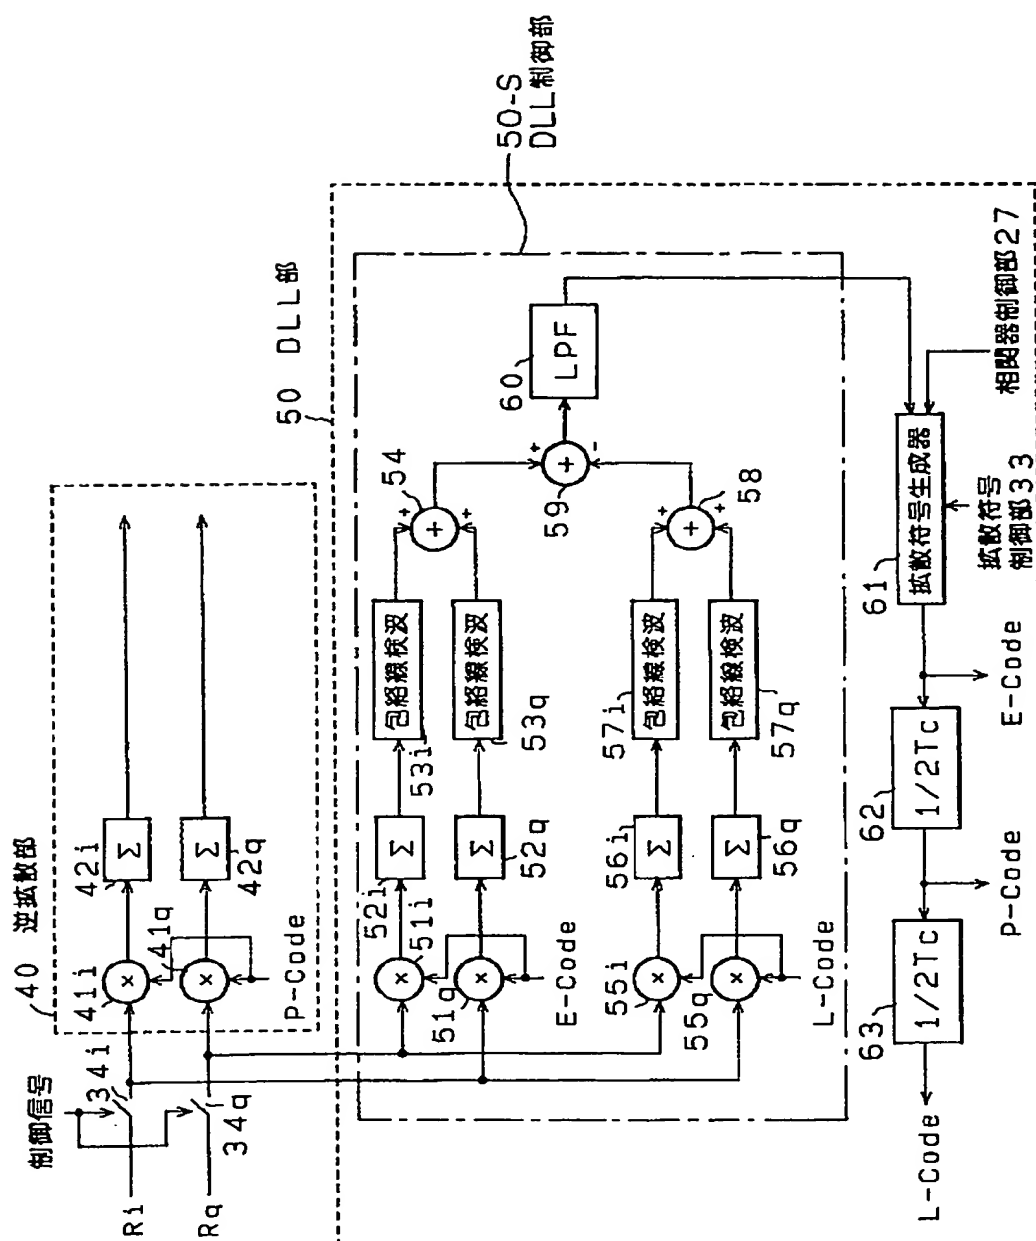 制御信号
Ri
Rq
34i
34q
40 逆拡散部
41i
41q
42i
42q
×
×
Σ
Σ
P-Code
50 DLL部
50-S
DLL制御部
51i
51q
×
×
52i
52q
Σ
Σ
53i
53q
包絡線検波
包絡線検波
E-Code
54
+
+
+
55i
55q
×
×
56i
56q
Σ
Σ
57i
57q
包絡線検波
包絡線検波
L-Code
58
+
+
+
59
+
+
-
60
LPF
61
拡散符号生成器
拡散符号
制御部33
相関器制御部27
E-Code
62
1/2Tc
P-Code
63
1/2Tc
L-Code